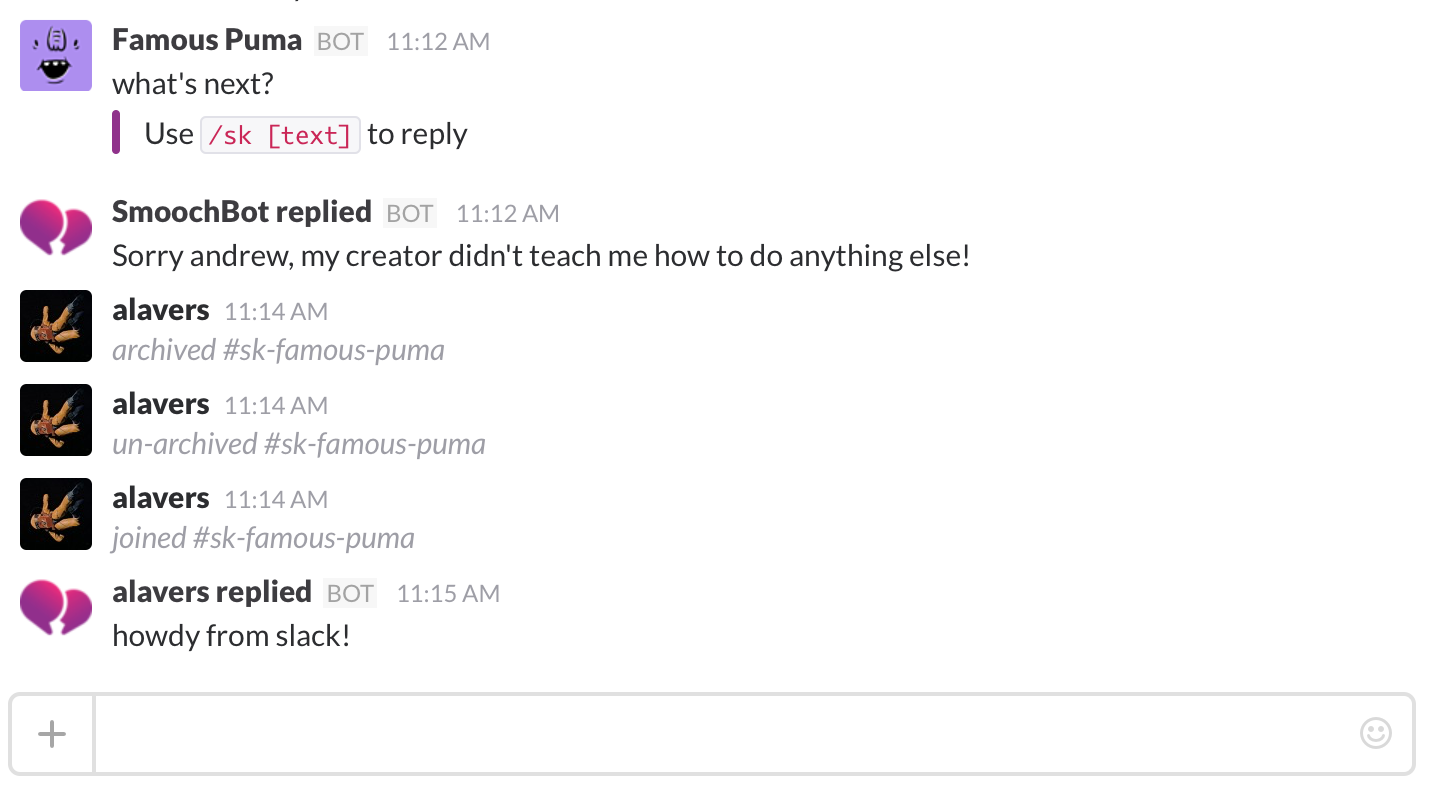 Famous Puma BOT 11:12 AM
what's next?
Use /sk [text] to reply
SmoochBot replied BOT 11:12 AM
Sorry andrew, my creator didn't teach me how to do anything else!
alavers 11:14 AM
archived #sk-famous-puma
alavers 11:14 AM
un-archived #sk-famous-puma
alavers 11:14 AM
joined #sk-famous-puma
alavers replied BOT 11:15 AM
howdy from slack!